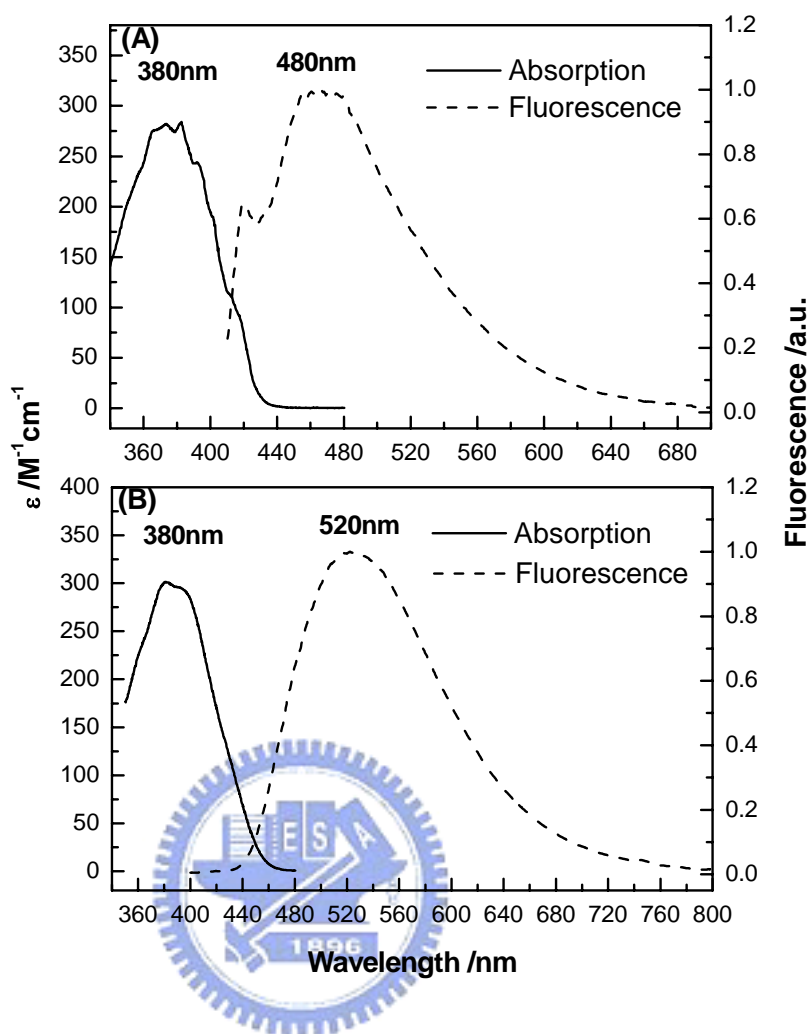 (A)
380nm
480nm
Absorption
Fluorescence
350
300
250
200
150
100
50
0
1.2
1.0
0.8
0.6
0.4
0.2
0.0
360 400 440 480 520 560 600 640 680
ε /M⁻¹cm⁻¹
Fluorescence /a.u.
(B)
380nm
520nm
Absorption
Fluorescence
400
350
300
250
200
150
100
50
0
1.2
1.0
0.8
0.6
0.4
0.2
0.0
360 400 440 480 520 560 600 640 680 720 760 800
Wavelength /nm
E S A
1896